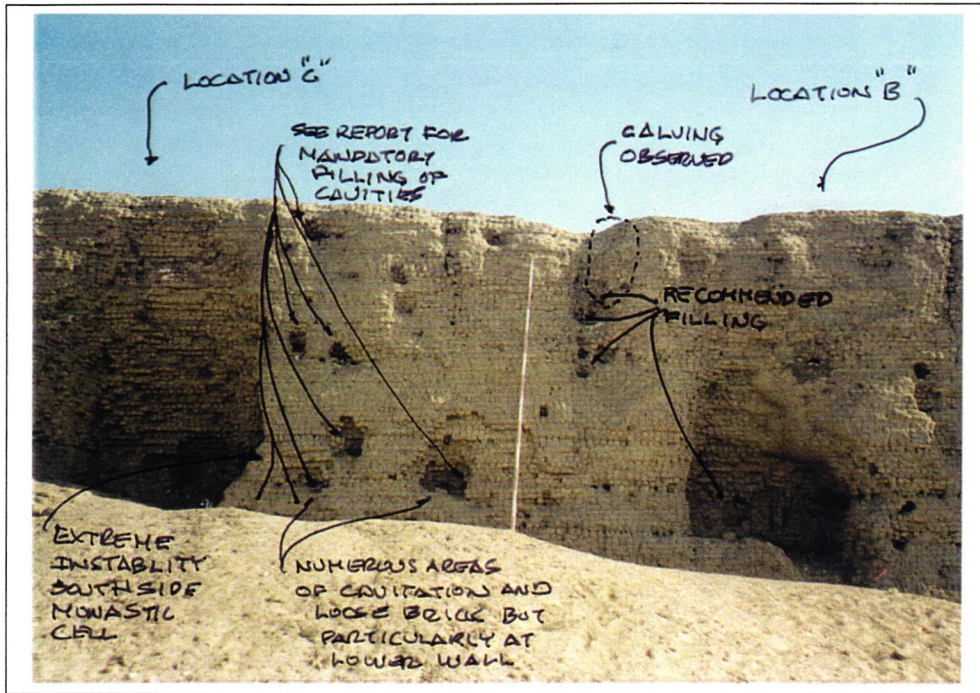 LOCATION "C"
LOCATION "B"
SEE REPORT FOR
MANDATORY
FILLING OF
CAVITIES
CALVING
OBSERVED
RECOMMENDED
FILLING
EXTREME
INSTABLITY
SOUTH SIDE
MONASTIC
CELL
NUMEROUS AREAS
OF CAVITATION AND
LOOSE BRICK BUT
PARTICULARLY AT
LOWER WALL